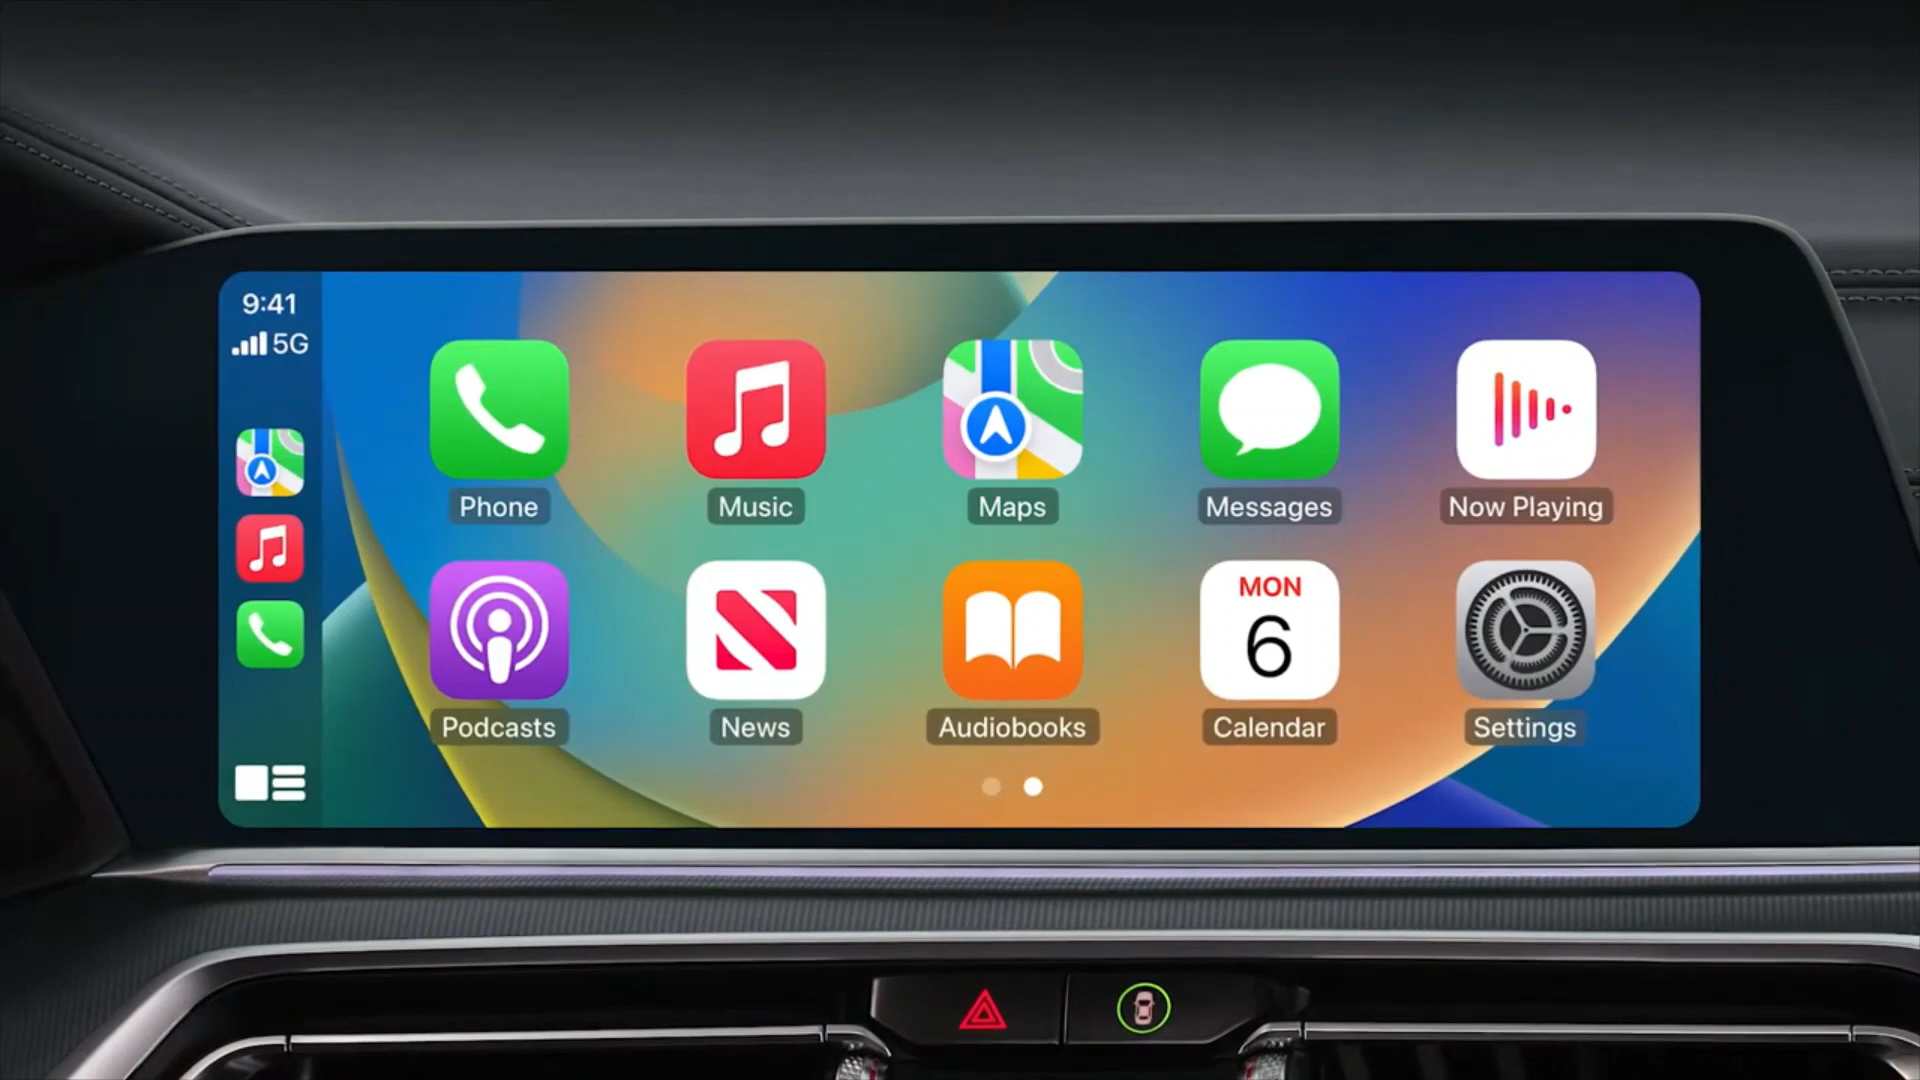 9:41
5G
Phone
Music
Maps
Messages
Now Playing
MON
6
Podcasts
News
Audiobooks
Calendar
Settings